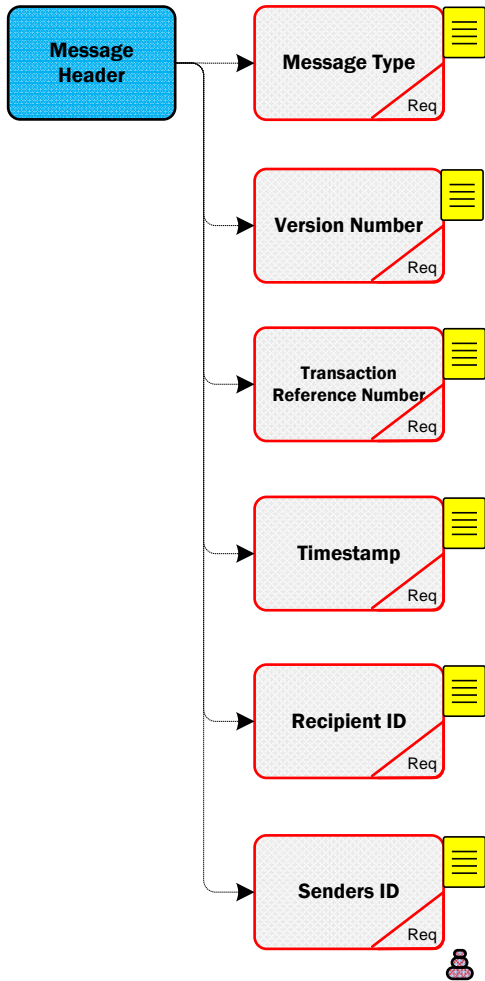 Message
Header
Message Type
Req
Version Number
Req
Transaction
Reference Number
Req
Timestamp
Req
Recipient ID
Req
Senders ID
Req